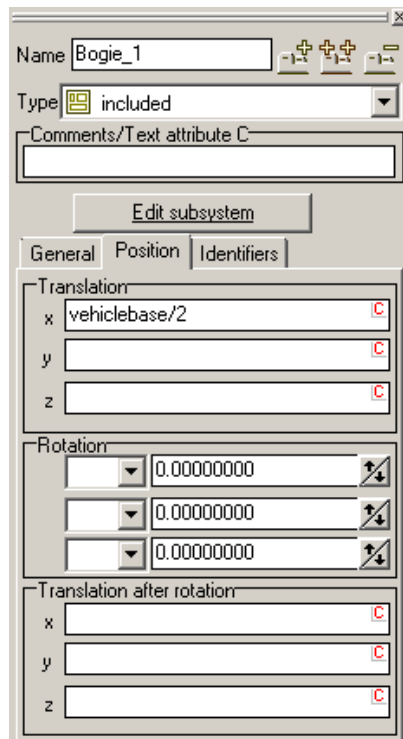 Name Bogie_1
Type included
Comments/Text attribute C
Edit subsystem
General Position Identifiers
Translation
x vehiclebase/2 C
y C
z C
Rotation
0.00000000
0.00000000
0.00000000
Translation after rotation
x C
y C
z C